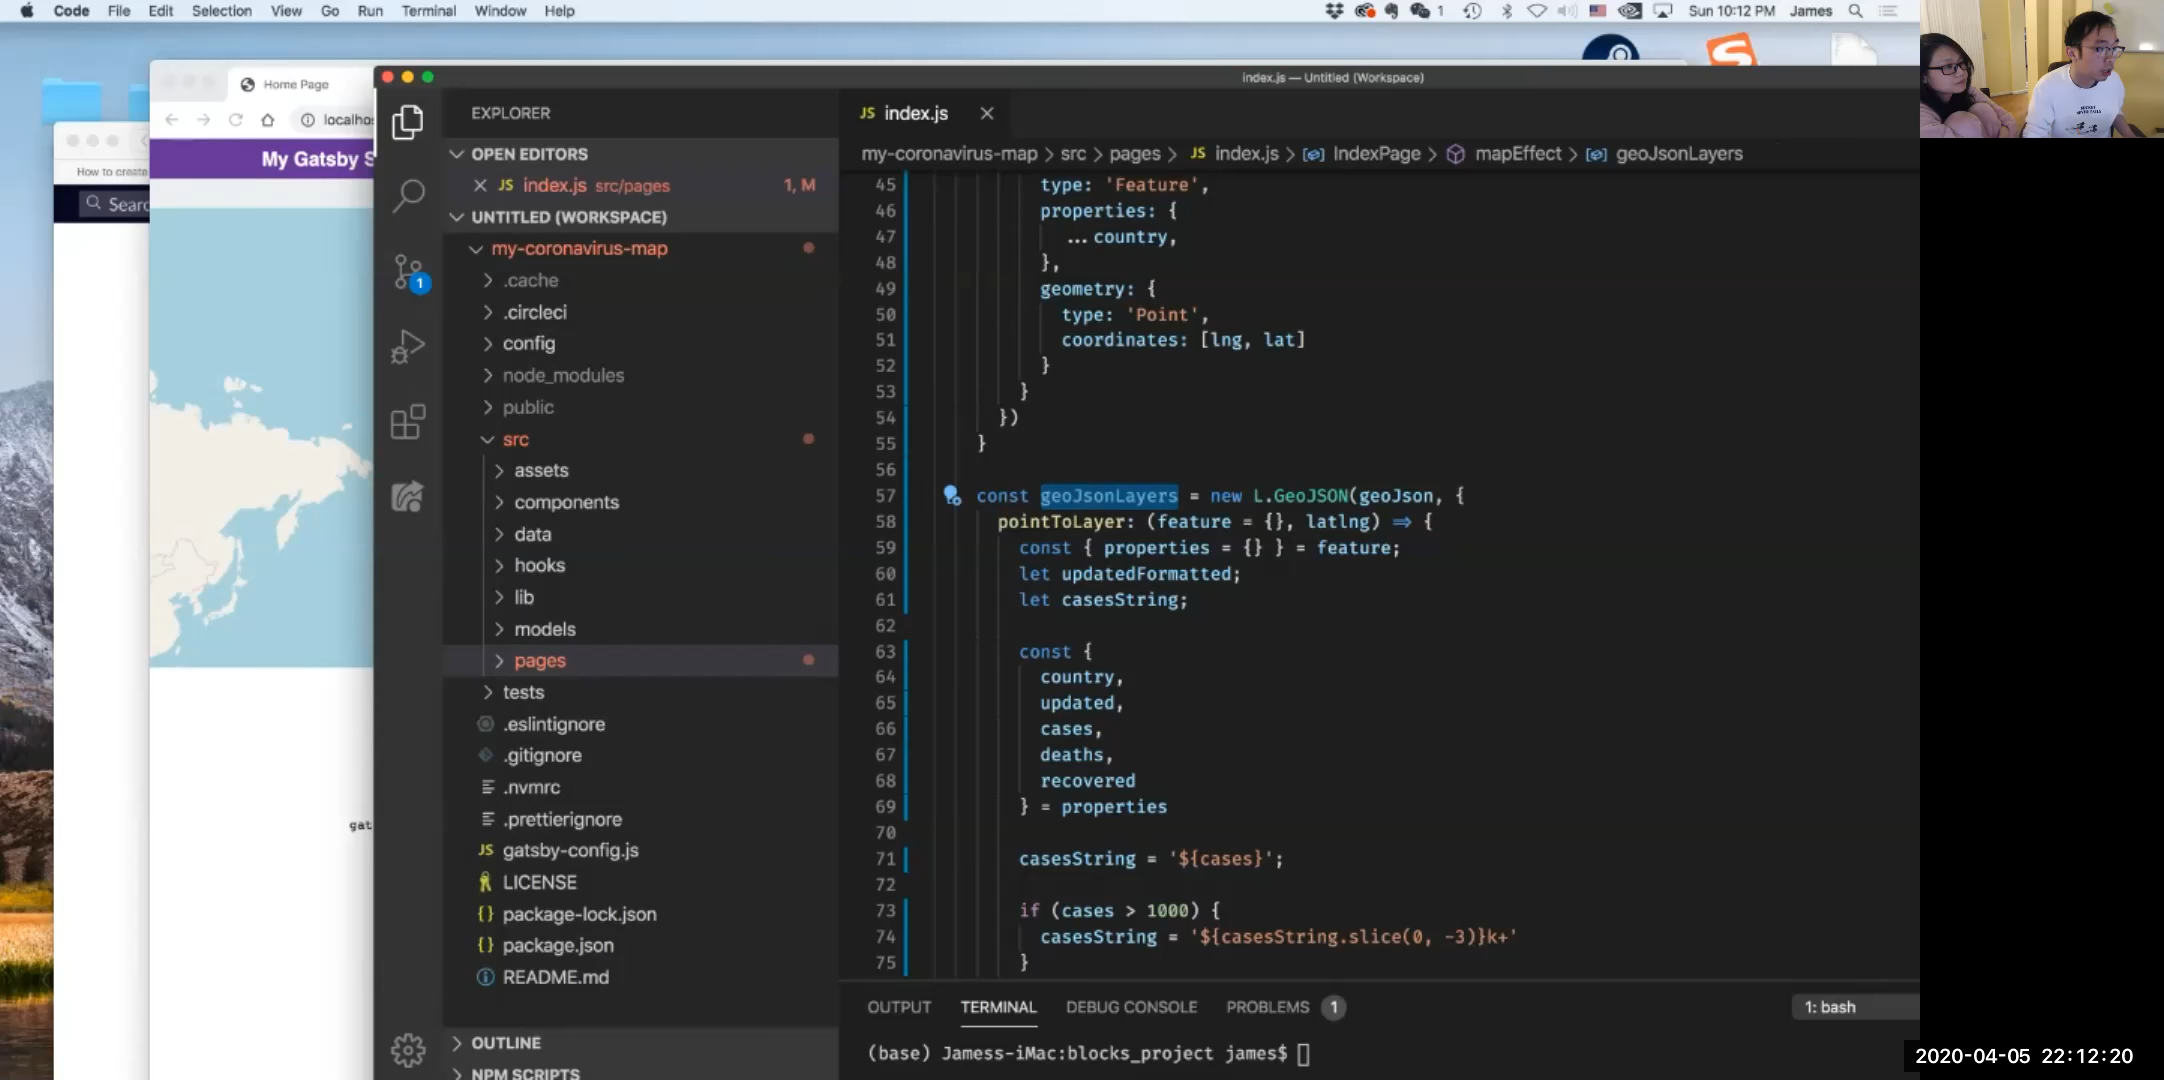 Code File Edit Selection View Go Run Terminal Window Help
1 Sun 10:12 PM James
Home Page
localho
My Gatsby S
How to create
Searc
gat
index.js — Untitled (Workspace)
EXPLORER
OPEN EDITORS
JS index.js src/pages 1, M
UNTITLED (WORKSPACE)
my-coronavirus-map
.cache
.circleci
config
node_modules
public
src
assets
components
data
hooks
lib
models
pages
tests
.eslintignore
.gitignore
.nvmrc
.prettierignore
JS gatsby-config.js
LICENSE
{} package-lock.json
{} package.json
README.md
OUTLINE
NPM SCRIPTS
1
JS index.js
my-coronavirus-map > src > pages > JS index.js > IndexPage > mapEffect > geoJsonLayers
45 type: 'Feature',
46 properties: {
47 ...country,
48 },
49 geometry: {
50 type: 'Point',
51 coordinates: [lng, lat]
52 }
53 }
54 })
55 }
56
57 const geoJsonLayers = new L.GeoJSON(geoJson, {
58 pointToLayer: (feature = {}, latlng) ⇒ {
59 const { properties = {} } = feature;
60 let updatedFormatted;
61 let casesString;
62
63 const {
64 country,
65 updated,
66 cases,
67 deaths,
68 recovered
69 } = properties
70
71 casesString = '${cases}';
72
73 if (cases > 1000) {
74 casesString = '${casesString.slice(0, -3)}k+'
75 }
OUTPUT TERMINAL DEBUG CONSOLE PROBLEMS 1 1: bash
(base) Jamess-iMac:blocks_project james$
2020-04-05 22:12:20